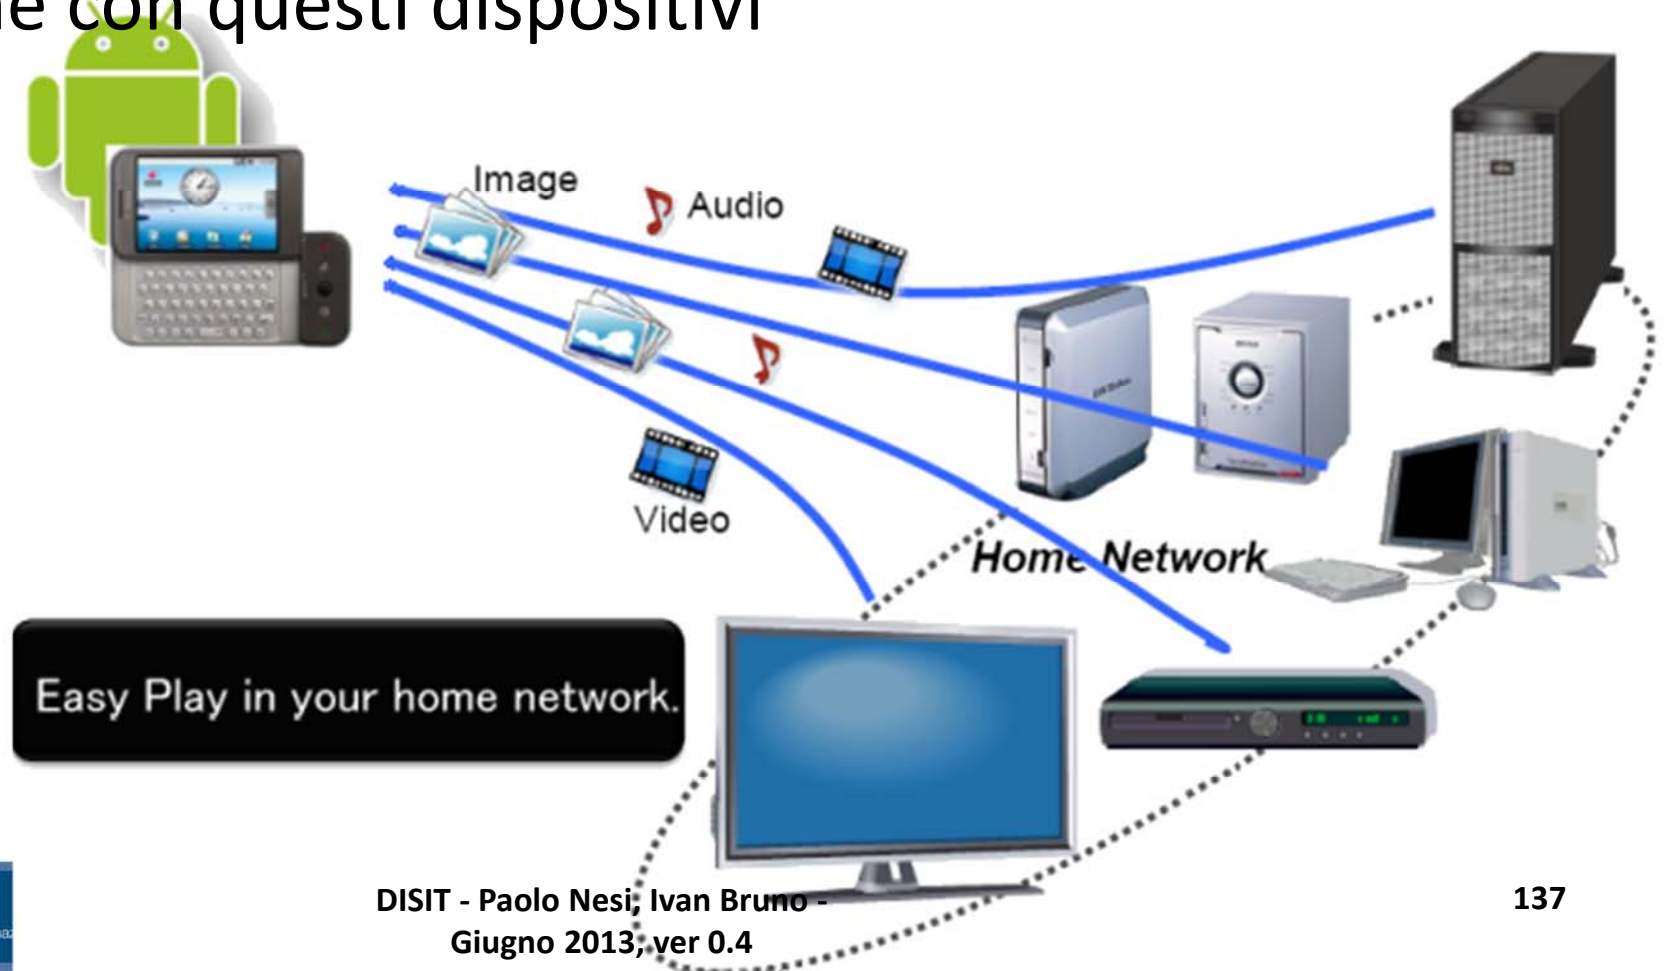 e con questi dispositivi
Image
Audio
Video
Home Network
Easy Play in your home network.
DISIT - Paolo Nesi, Ivan Bruno -
Giugno 2013, ver 0.4
137